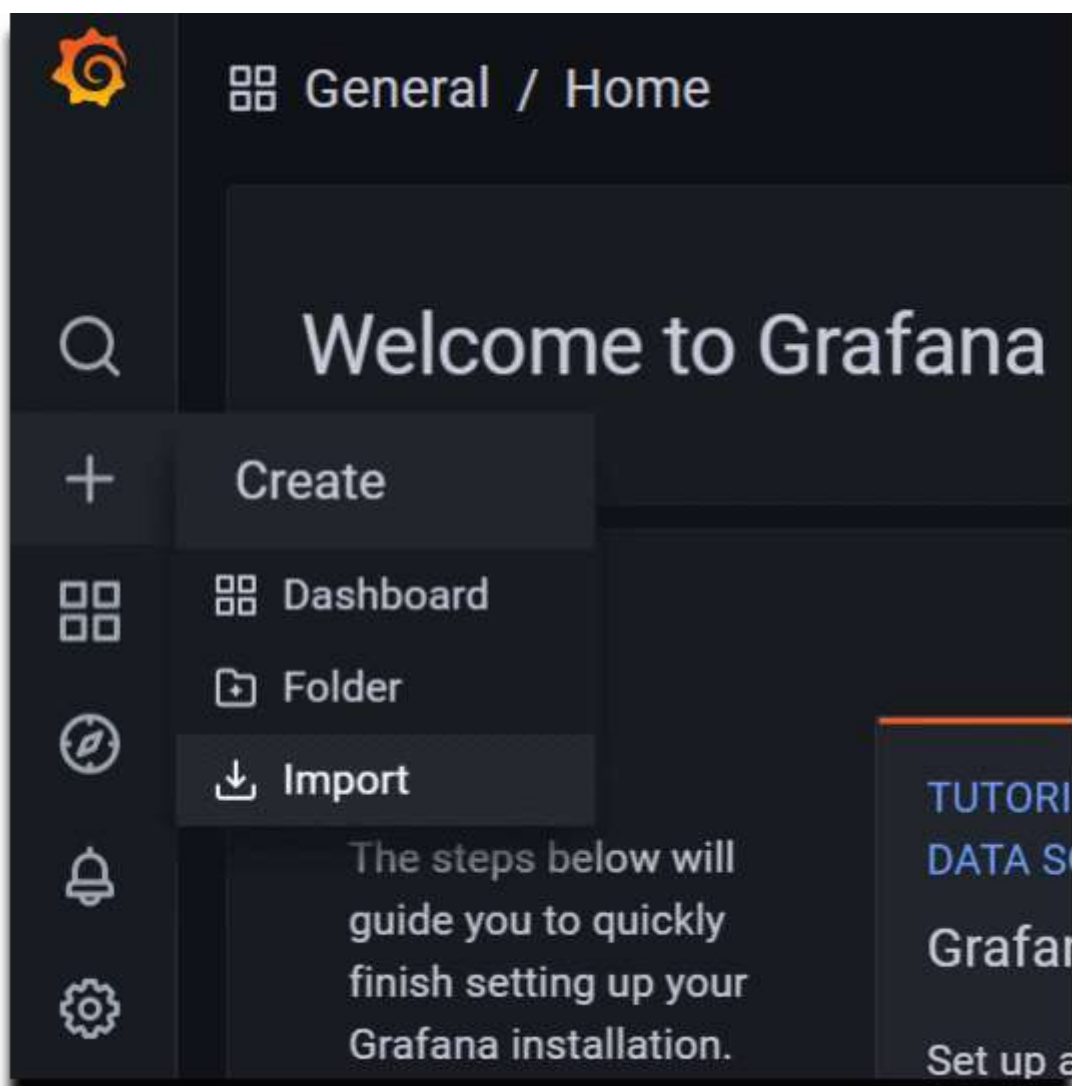 General / Home
Welcome to Grafana
Create
Dashboard
Folder
Import
The steps below will
guide you to quickly
finish setting up your
Grafana installation.
TUTORI
DATA S
Grafan
Set up a